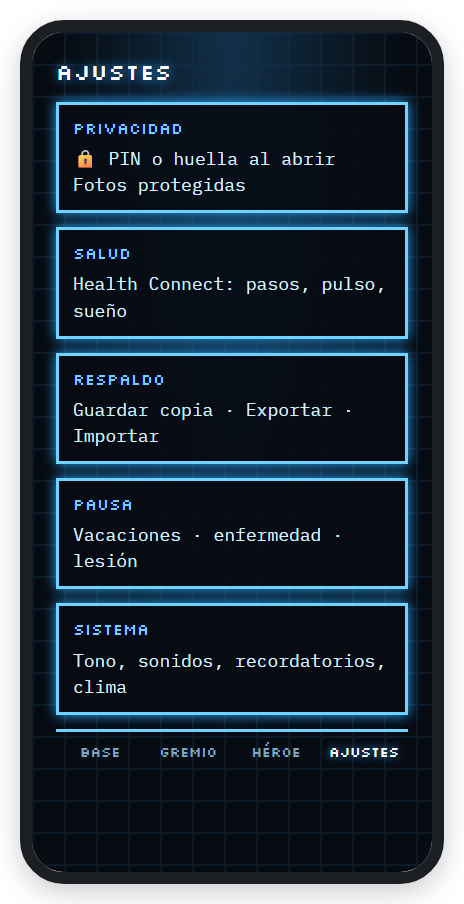 AJUSTES
PRIVACIDAD
🔒 PIN o huella al abrir
Fotos protegidas
SALUD
Health Connect: pasos, pulso,
sueño
RESPALDO
Guardar copia · Exportar ·
Importar
PAUSA
Vacaciones · enfermedad ·
lesión
SISTEMA
Tono, sonidos, recordatorios,
clima
BASE GREMIO HÉROE AJUSTES